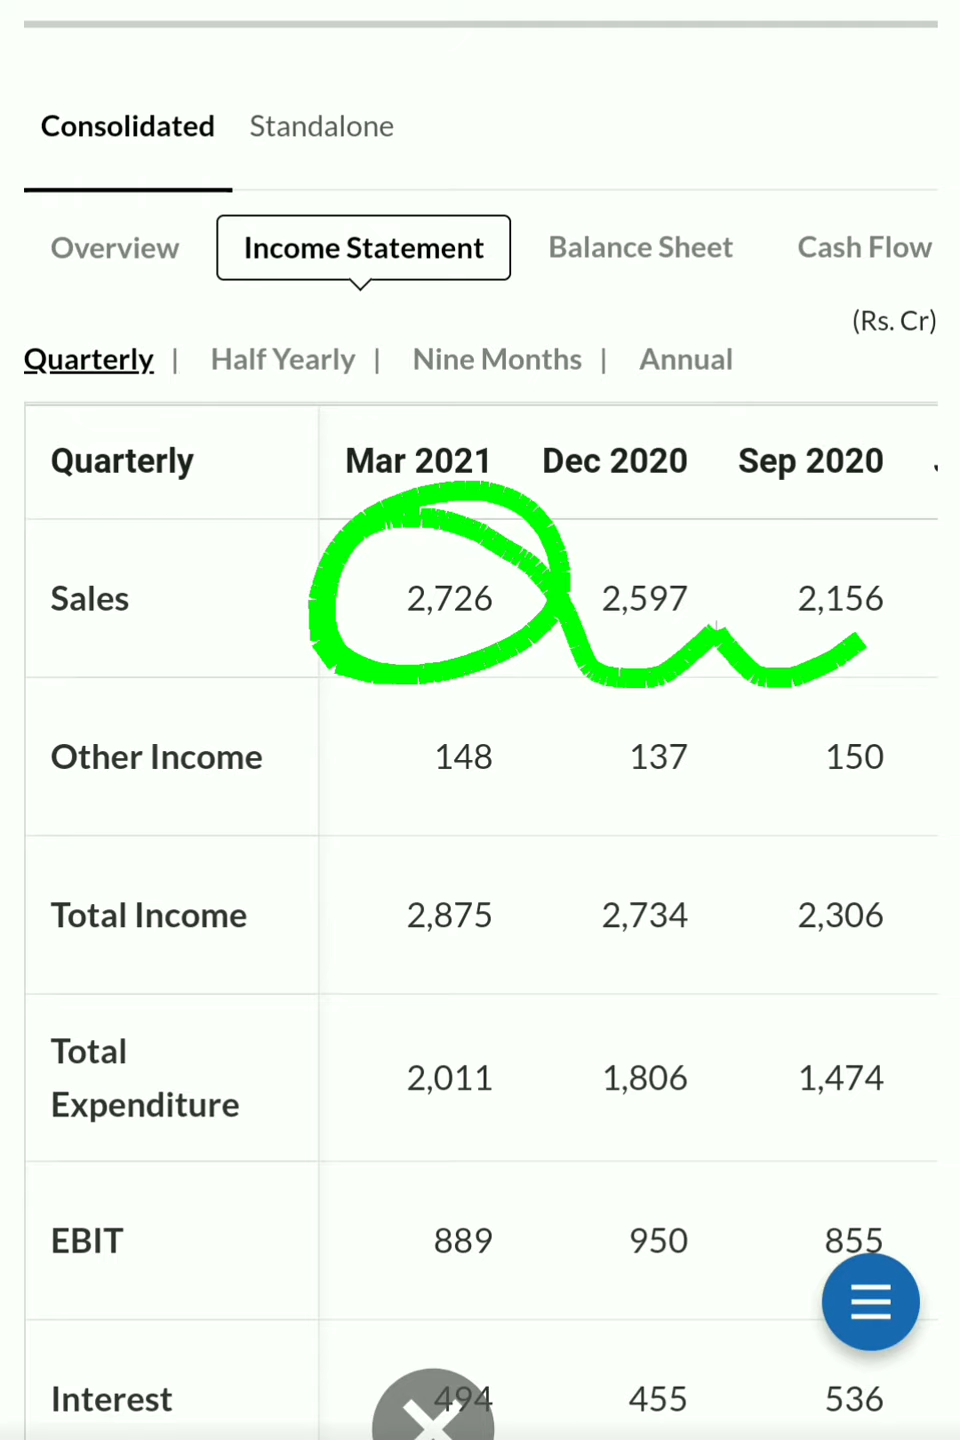 Consolidated Standalone
Overview Income Statement Balance Sheet Cash Flow
(Rs. Cr)
Quarterly | Half Yearly | Nine Months | Annual
Quarterly Mar 2021 Dec 2020 Sep 2020
Sales 2,726 2,597 2,156
Other Income 148 137 150
Total Income 2,875 2,734 2,306
Total
Expenditure 2,011 1,806 1,474
EBIT 889 950 855
Interest 494 455 536